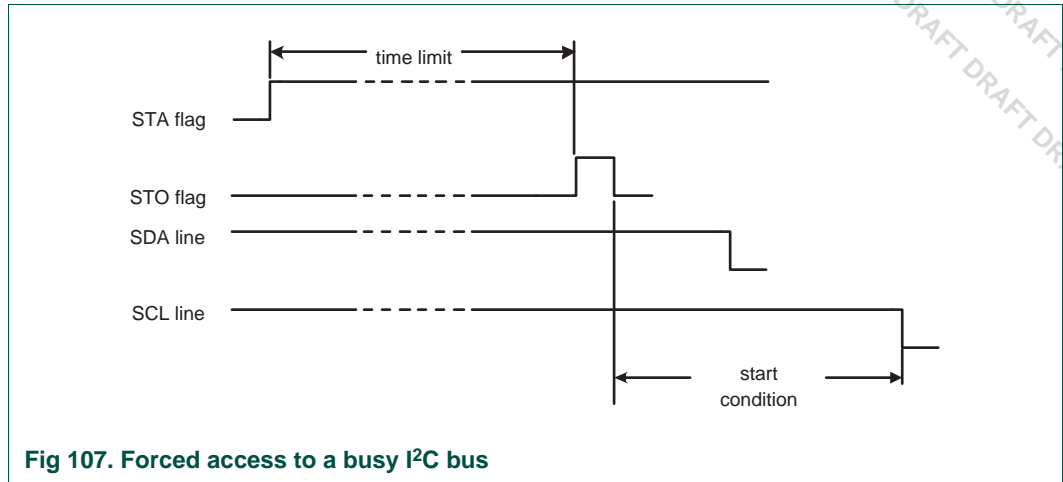 time limit
STA flag
STO flag
SDA line
SCL line
start
condition
Fig 107. Forced access to a busy I²C bus
DRAFT DRAFT
DRAFT DRAFT